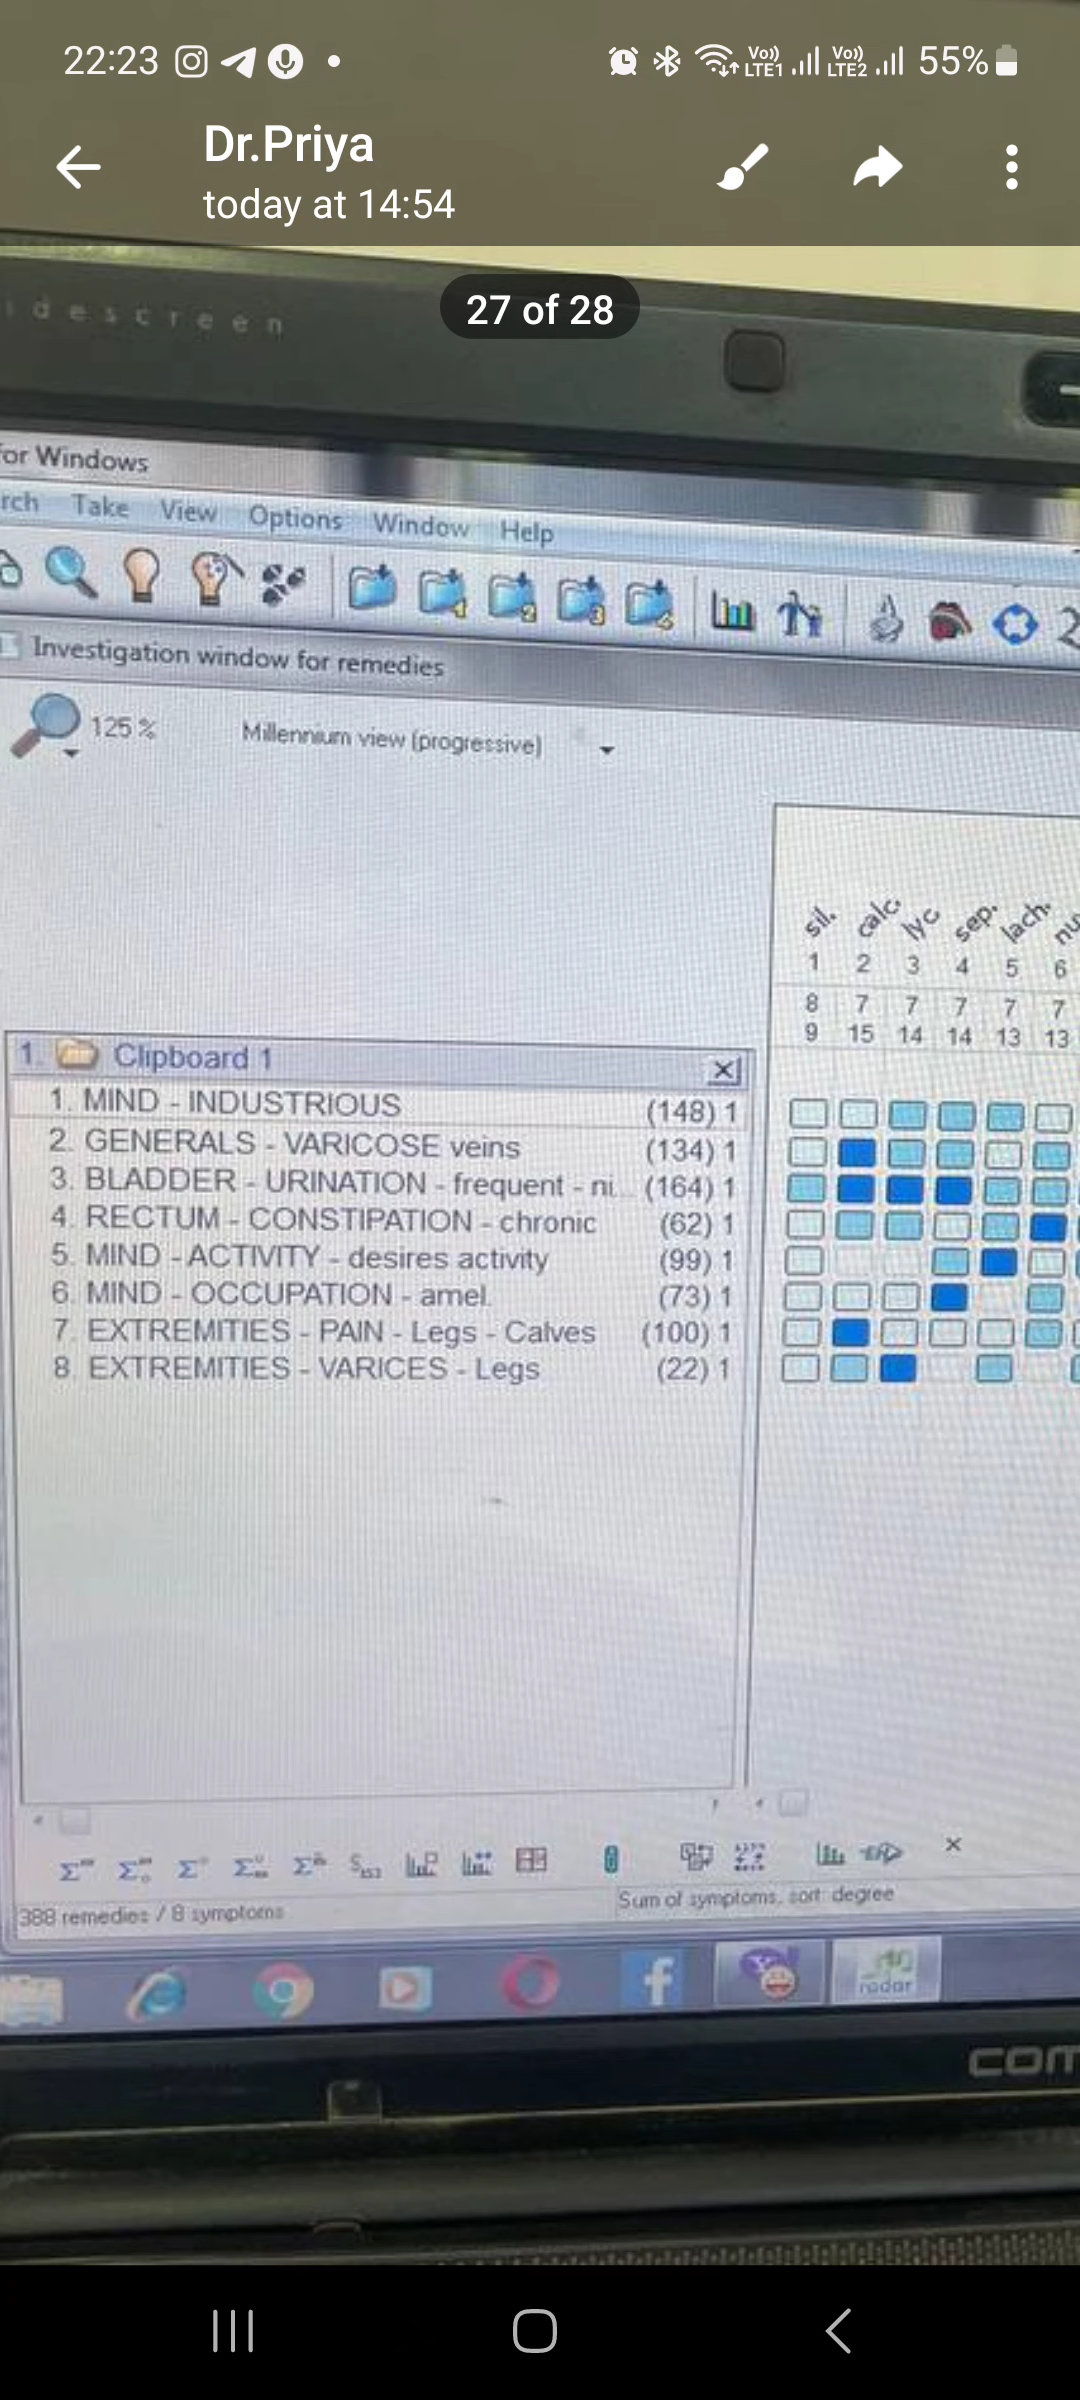 22:23 Vo)) LTE1 Vo)) LTE2 55%
Dr.Priya
today at 14:54
27 of 28
idescreen
for Windows
rch Take View Options Window Help
Investigation window for remedies
125 % Millennium view (progressive)
sil. calc. lyc sep. lach. nu
1 2 3 4 5 6
8 7 7 7 7 7
9 15 14 14 13 13
1. Clipboard 1
1. MIND - INDUSTRIOUS (148) 1
2. GENERALS - VARICOSE veins (134) 1
3. BLADDER - URINATION - frequent - ni... (164) 1
4. RECTUM - CONSTIPATION - chronic (62) 1
5. MIND - ACTIVITY - desires activity (99) 1
6. MIND - OCCUPATION - amel. (73) 1
7. EXTREMITIES - PAIN - Legs - Calves (100) 1
8. EXTREMITIES - VARICES - Legs (22) 1
388 remedies / 8 symptoms Sum of symptoms, sort: degree
radar
COM